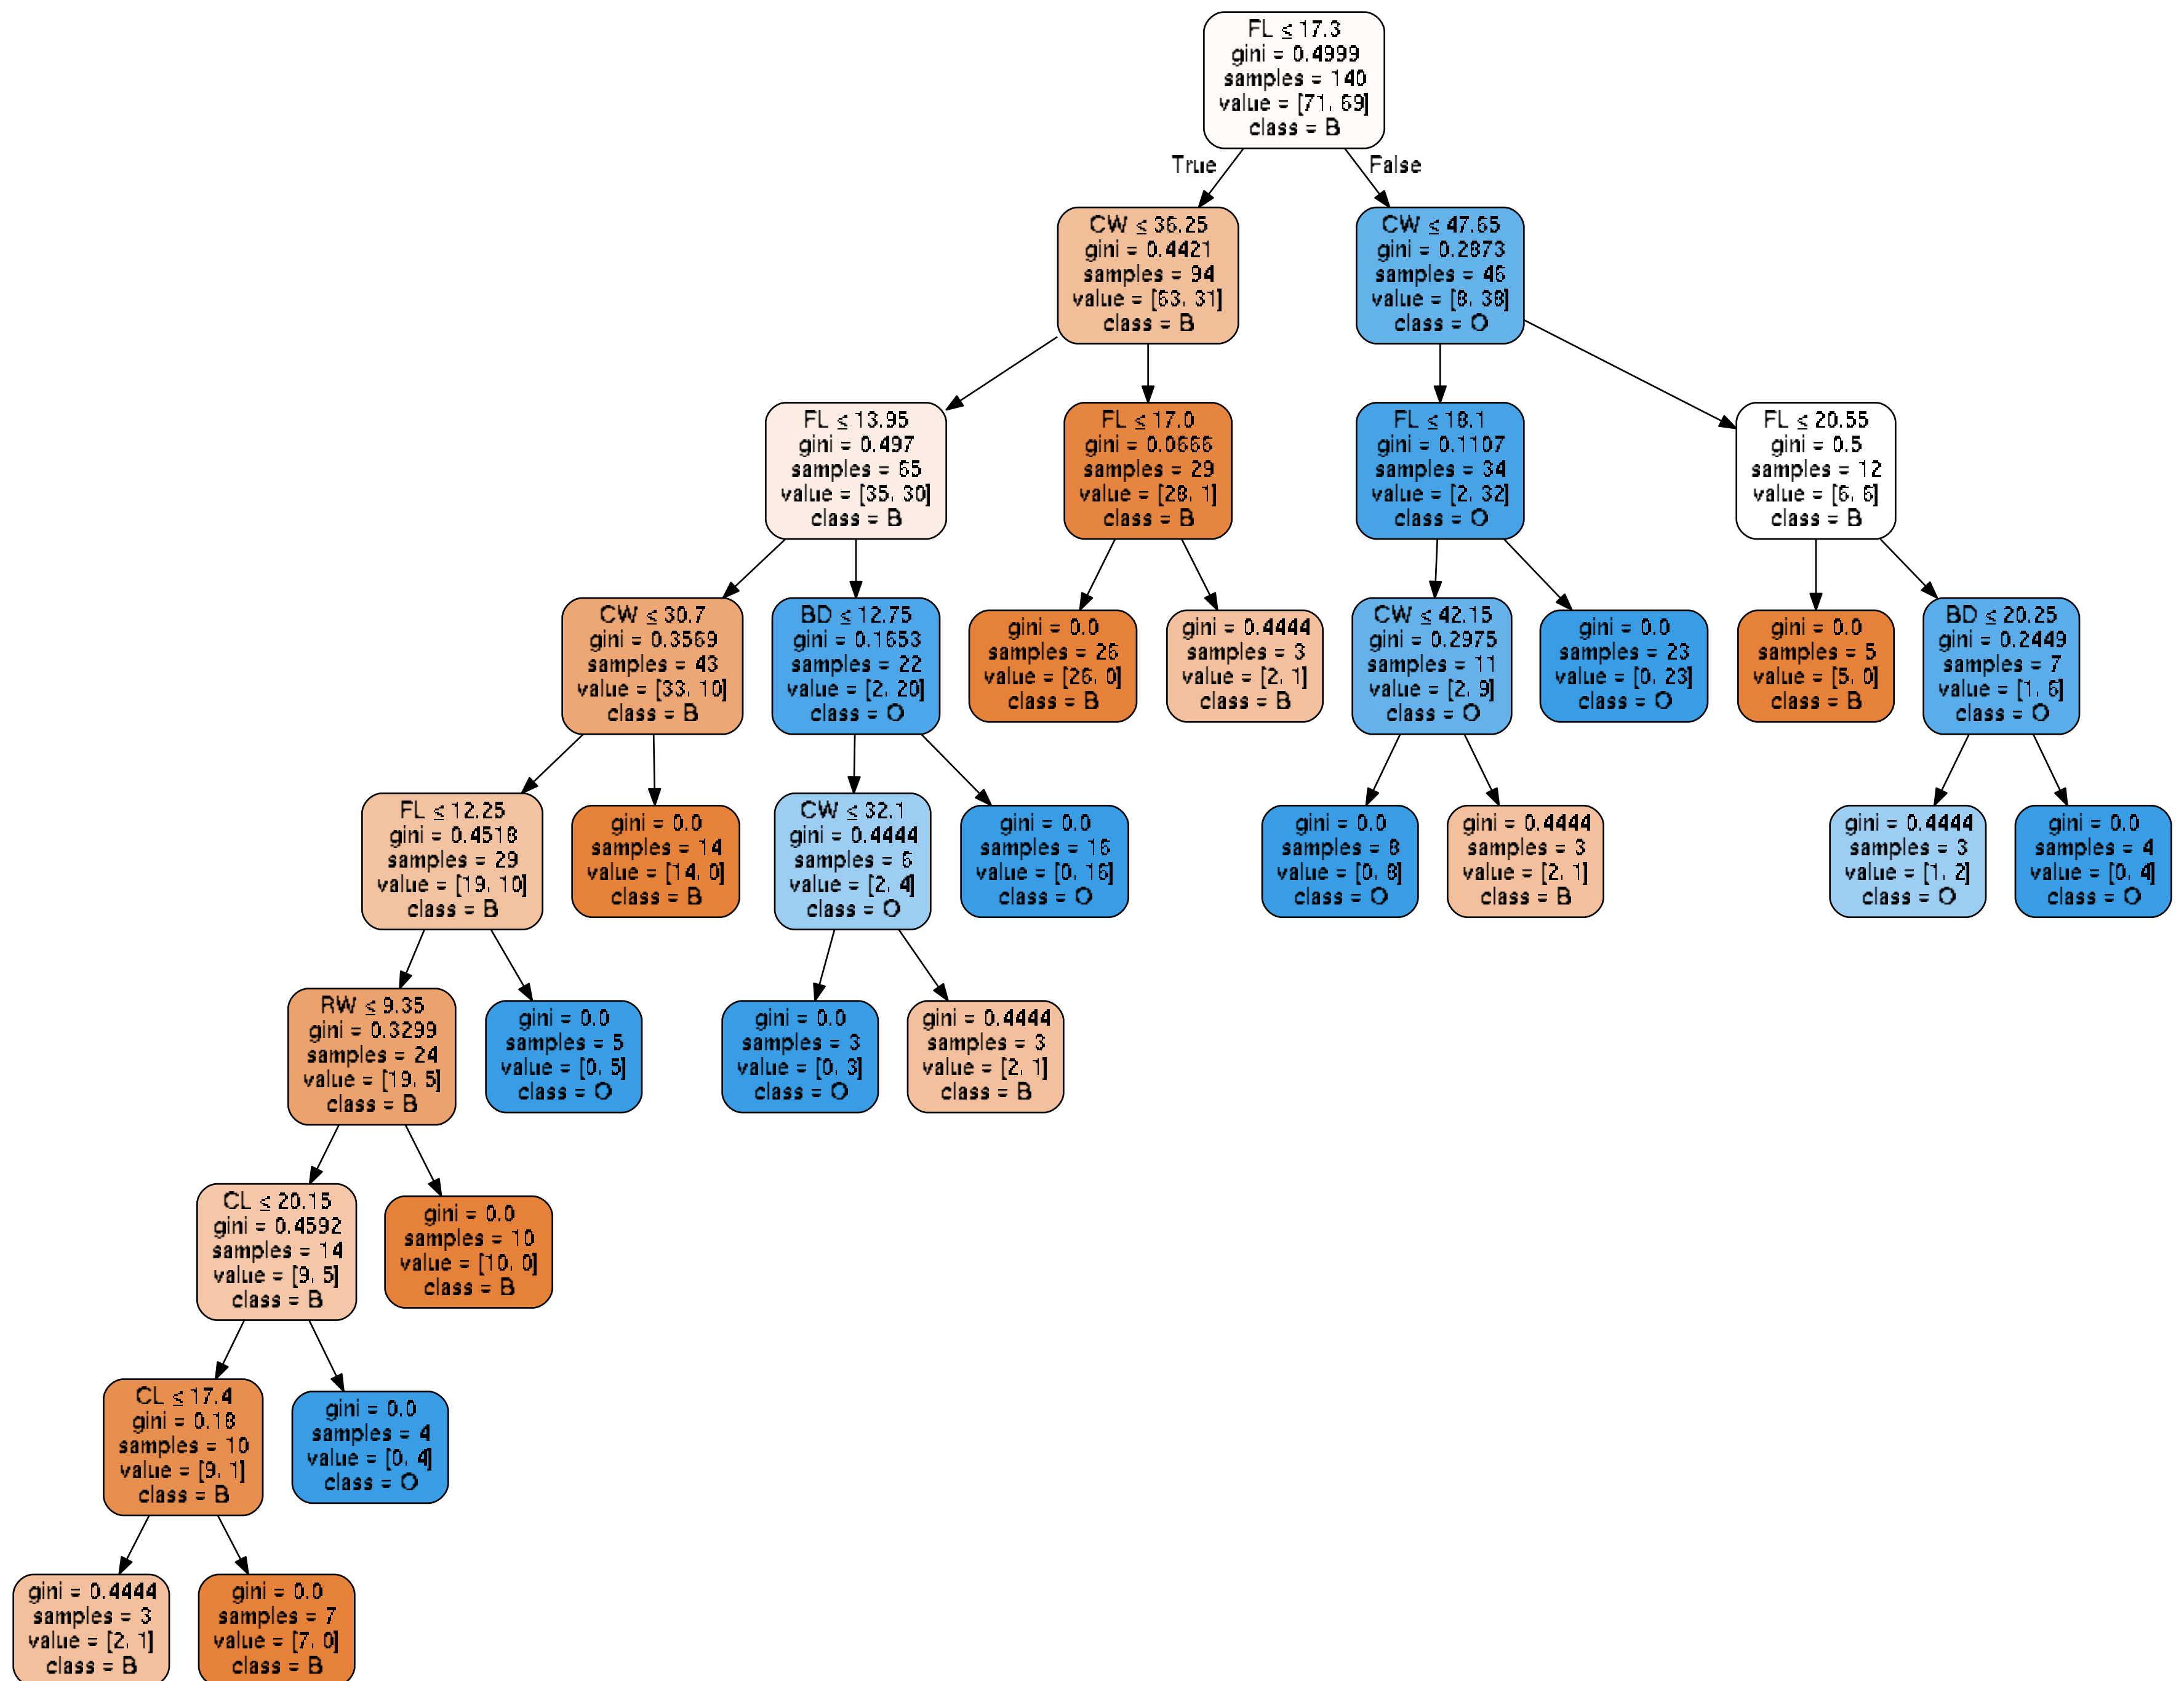 FL ≤ 17.3
gini = 0.4999
samples = 140
value = [71, 69]
class = B
True
False
CW ≤ 36.25
gini = 0.4421
samples = 94
value = [63, 31]
class = B
CW ≤ 47.65
gini = 0.2873
samples = 46
value = [8, 38]
class = O
FL ≤ 13.95
gini = 0.497
samples = 65
value = [35, 30]
class = B
FL ≤ 17.0
gini = 0.0666
samples = 29
value = [28, 1]
class = B
FL ≤ 18.1
gini = 0.1107
samples = 34
value = [2, 32]
class = O
FL ≤ 20.55
gini = 0.5
samples = 12
value = [6, 6]
class = B
CW ≤ 30.7
gini = 0.3569
samples = 43
value = [33, 10]
class = B
BD ≤ 12.75
gini = 0.1653
samples = 22
value = [2, 20]
class = O
gini = 0.0
samples = 26
value = [26, 0]
class = B
gini = 0.4444
samples = 3
value = [2, 1]
class = B
CW ≤ 42.15
gini = 0.2975
samples = 11
value = [2, 9]
class = O
gini = 0.0
samples = 23
value = [0, 23]
class = O
gini = 0.0
samples = 5
value = [5, 0]
class = B
BD ≤ 20.25
gini = 0.2449
samples = 7
value = [1, 6]
class = O
FL ≤ 12.25
gini = 0.4518
samples = 29
value = [19, 10]
class = B
gini = 0.0
samples = 14
value = [14, 0]
class = B
CW ≤ 32.1
gini = 0.4444
samples = 6
value = [2, 4]
class = O
gini = 0.0
samples = 16
value = [0, 16]
class = O
gini = 0.0
samples = 8
value = [0, 8]
class = O
gini = 0.4444
samples = 3
value = [2, 1]
class = B
gini = 0.4444
samples = 3
value = [1, 2]
class = O
gini = 0.0
samples = 4
value = [0, 4]
class = O
RW ≤ 9.35
gini = 0.3299
samples = 24
value = [19, 5]
class = B
gini = 0.0
samples = 5
value = [0, 5]
class = O
gini = 0.0
samples = 3
value = [0, 3]
class = O
gini = 0.4444
samples = 3
value = [2, 1]
class = B
CL ≤ 20.15
gini = 0.4592
samples = 14
value = [9, 5]
class = B
gini = 0.0
samples = 10
value = [10, 0]
class = B
CL ≤ 17.4
gini = 0.18
samples = 10
value = [9, 1]
class = B
gini = 0.0
samples = 4
value = [0, 4]
class = O
gini = 0.4444
samples = 3
value = [2, 1]
class = B
gini = 0.0
samples = 7
value = [7, 0]
class = B